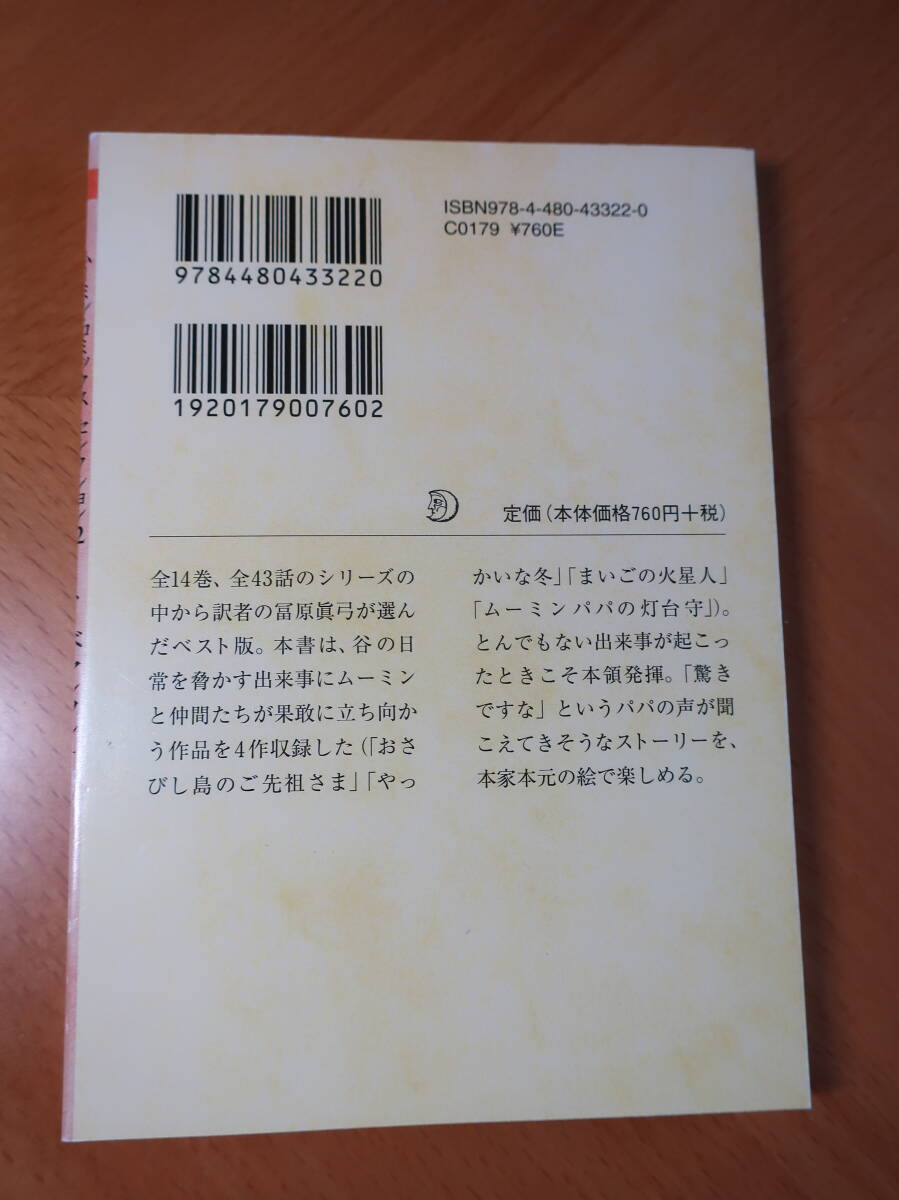 ISBN978-4-480-43322-0
C0179 ¥760E
9784480433220
1920179007602
定価(本体価格760円+税)
全14巻、全43話のシリーズの
中から訳者の冨原眞弓が選ん
だベスト版。本書は、谷の日
常を脅かす出来事にムーミン
と仲間たちが果敢に立ち向か
う作品を4作収録した(「おさ
びし島のご先祖さま」「やっ
かいな冬」「まいごの火星人」
「ムーミンパパの灯台守」)。
とんでもない出来事が起こっ
たときこそ本領発揮。「驚き
ですな」というパパの声が聞
こえてきそうなストーリーを、
本家本元の絵で楽しめる。